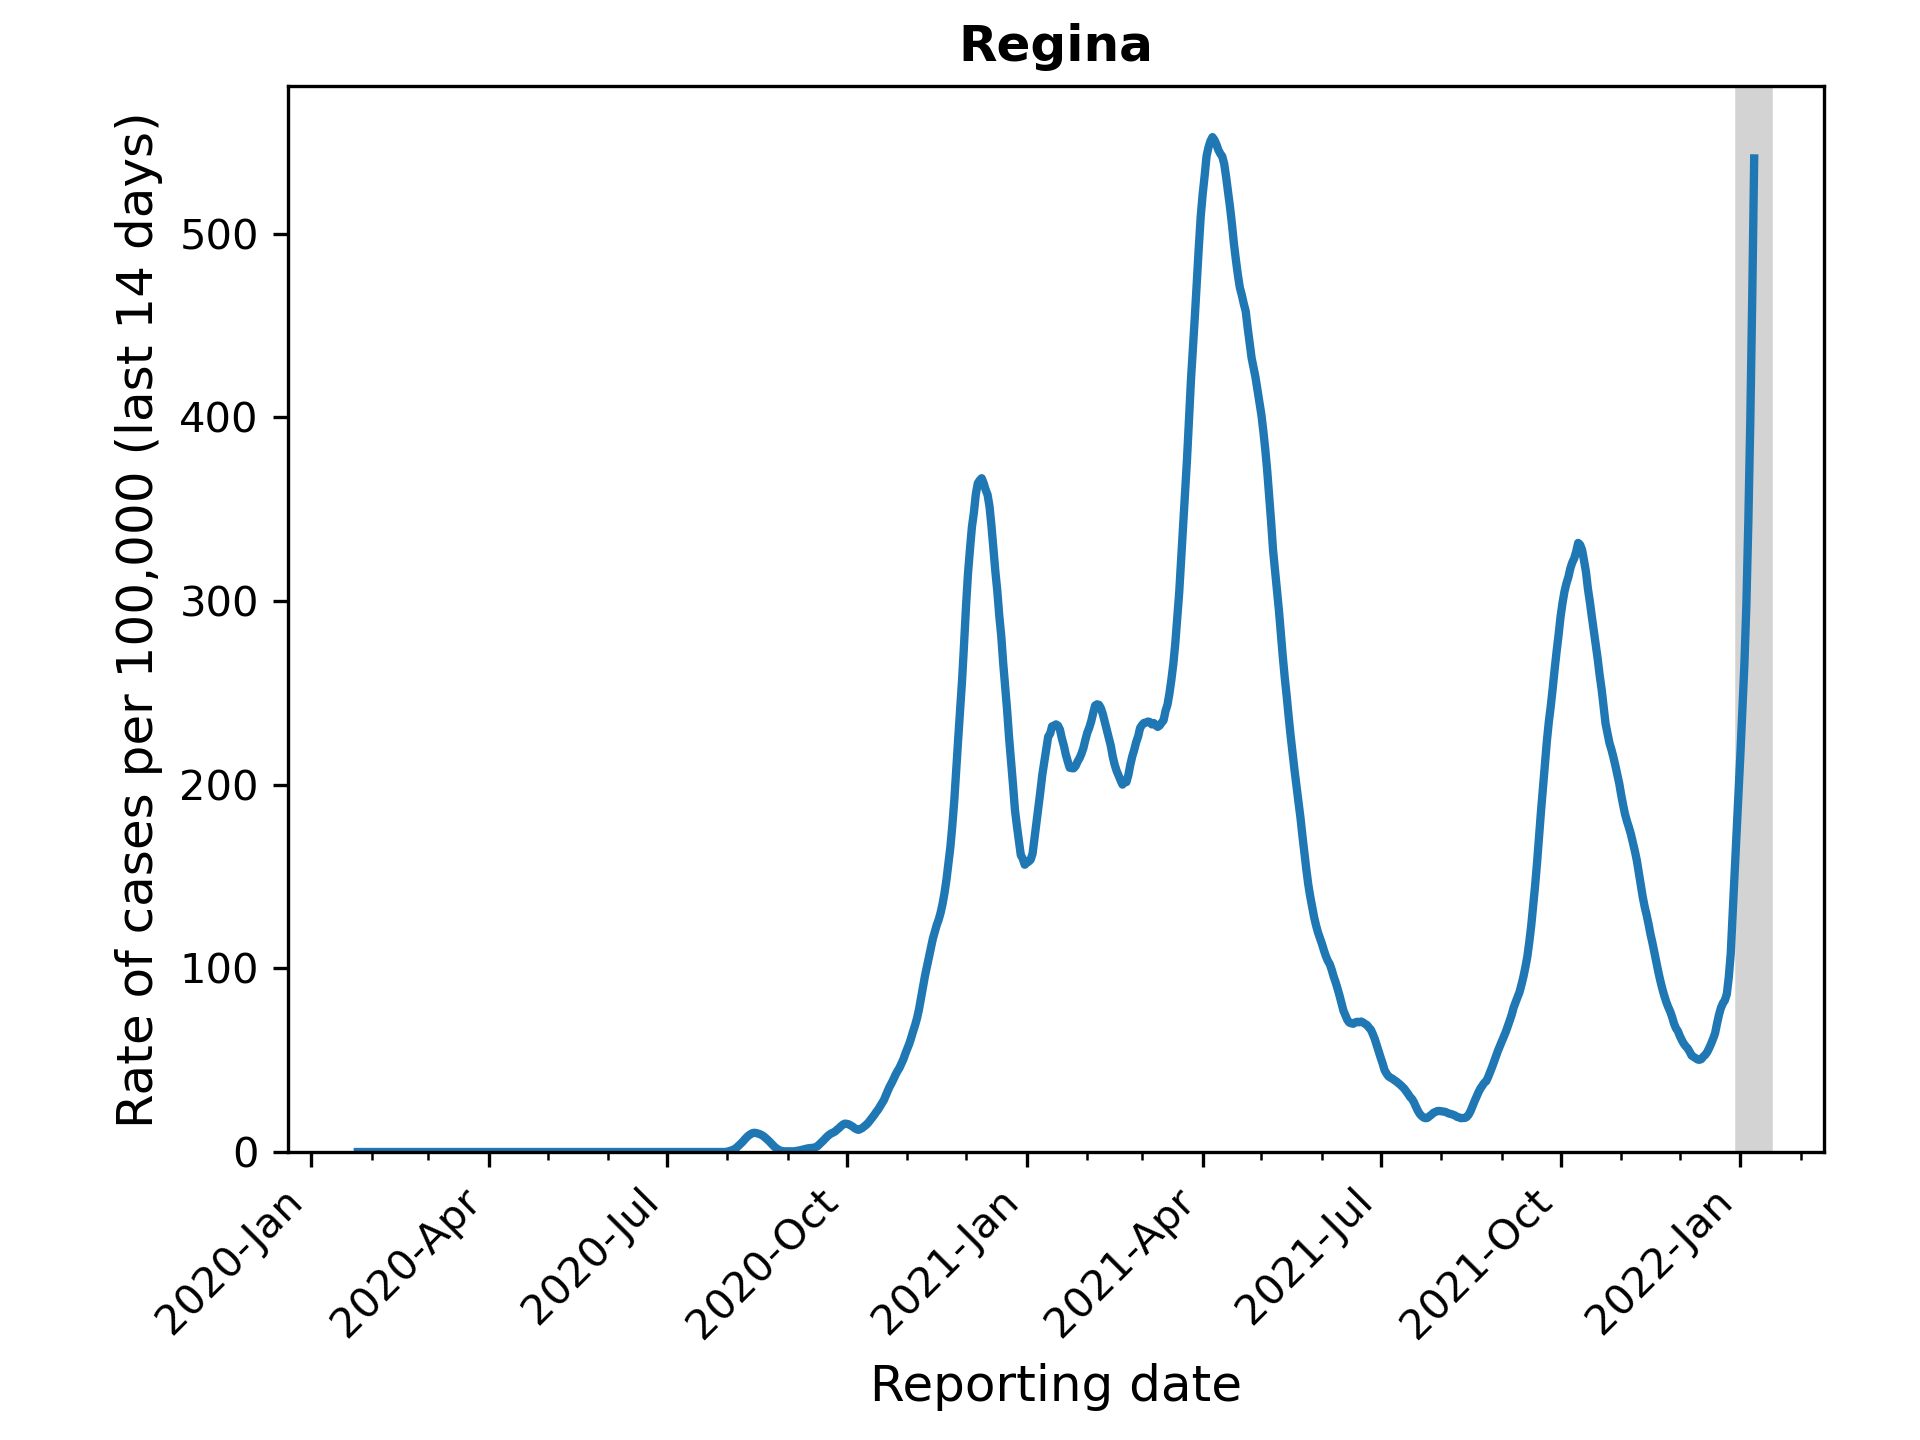 Regina
Rate of cases per 100,000 (last 14 days)
500
400
300
200
100
0
2020-Jan
2020-Apr
2020-Jul
2020-Oct
2021-Jan
2021-Apr
2021-Jul
2021-Oct
2022-Jan
Reporting date